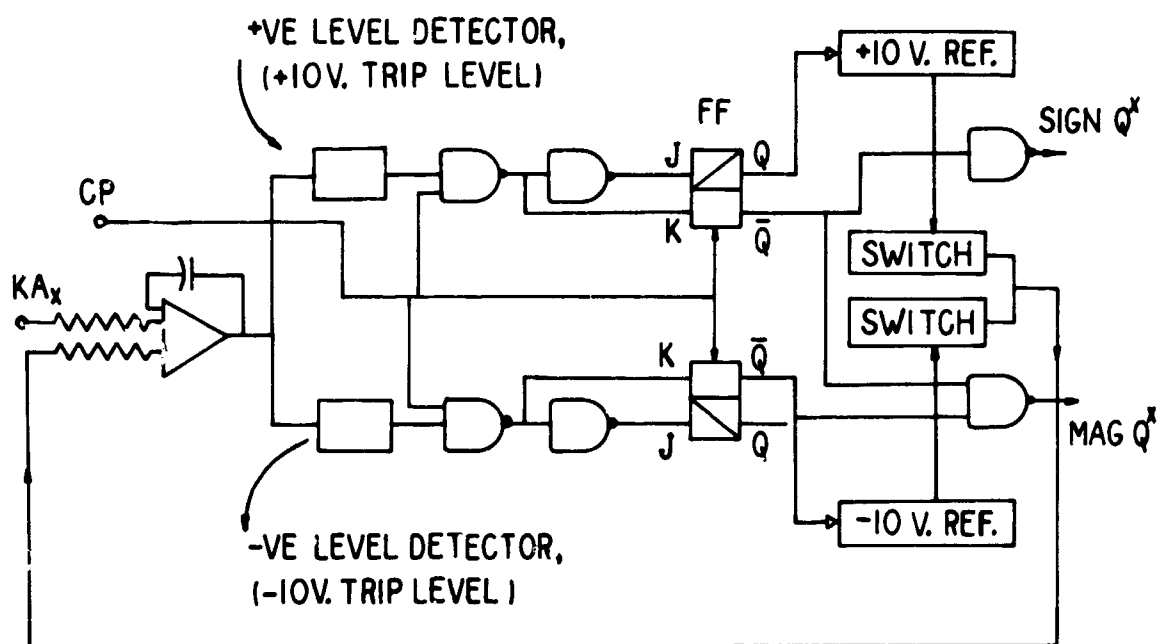 +VE LEVEL DETECTOR,
(+10V. TRIP LEVEL)
+10 V. REF.
FF
SIGN Q^x
J
Q
CP
K
Q̄
SWITCH
KA_x
SWITCH
K
Q̄
J
Q
MAG Q^x
-10 V. REF.
-VE LEVEL DETECTOR,
(-10V. TRIP LEVEL)